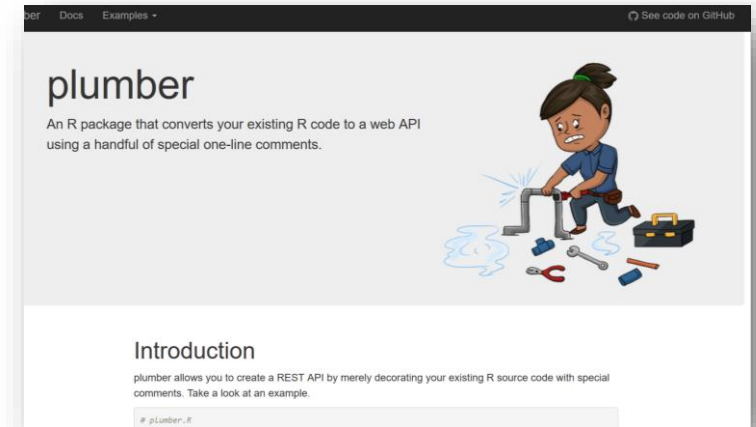 ber Docs Examples See code on GitHub
plumber
An R package that converts your existing R code to a web API
using a handful of special one-line comments.
Introduction
plumber allows you to create a REST API by merely decorating your existing R source code with special
comments. Take a look at an example.
# plumber.R